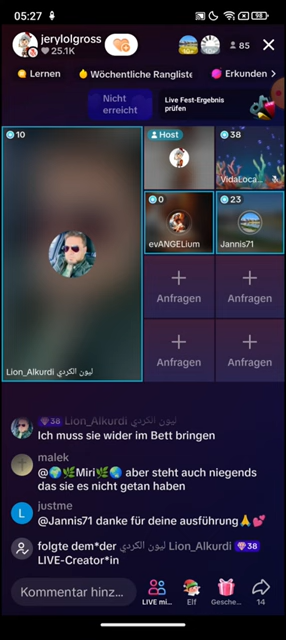 05:27
98
jerylolgross
25.1K
85
Lernen
Wöchentliche Rangliste
Erkunden
Nicht
erreicht
Live Fest-Ergebnis
prüfen
10
Host
38
VidaLoca...
0
23
evANGELium
Jannis71
Anfragen
Anfragen
Anfragen
Anfragen
Lion_Alkurdi ليون الكردي
38 Lion_Alkurdi ليون الكردي
Ich muss sie wider im Bett bringen
malek
@🌍🌿Miri🌿🌏 aber steht auch niegends
das sie es nicht getan haben
justme
L
@Jannis71 danke für deine ausführung🙏💕
folgte dem*der ليون الكردي Lion_Alkurdi 38
LIVE-Creator*in
Kommentar hinz...
LIVE mi...
Elf
Gesche...
14